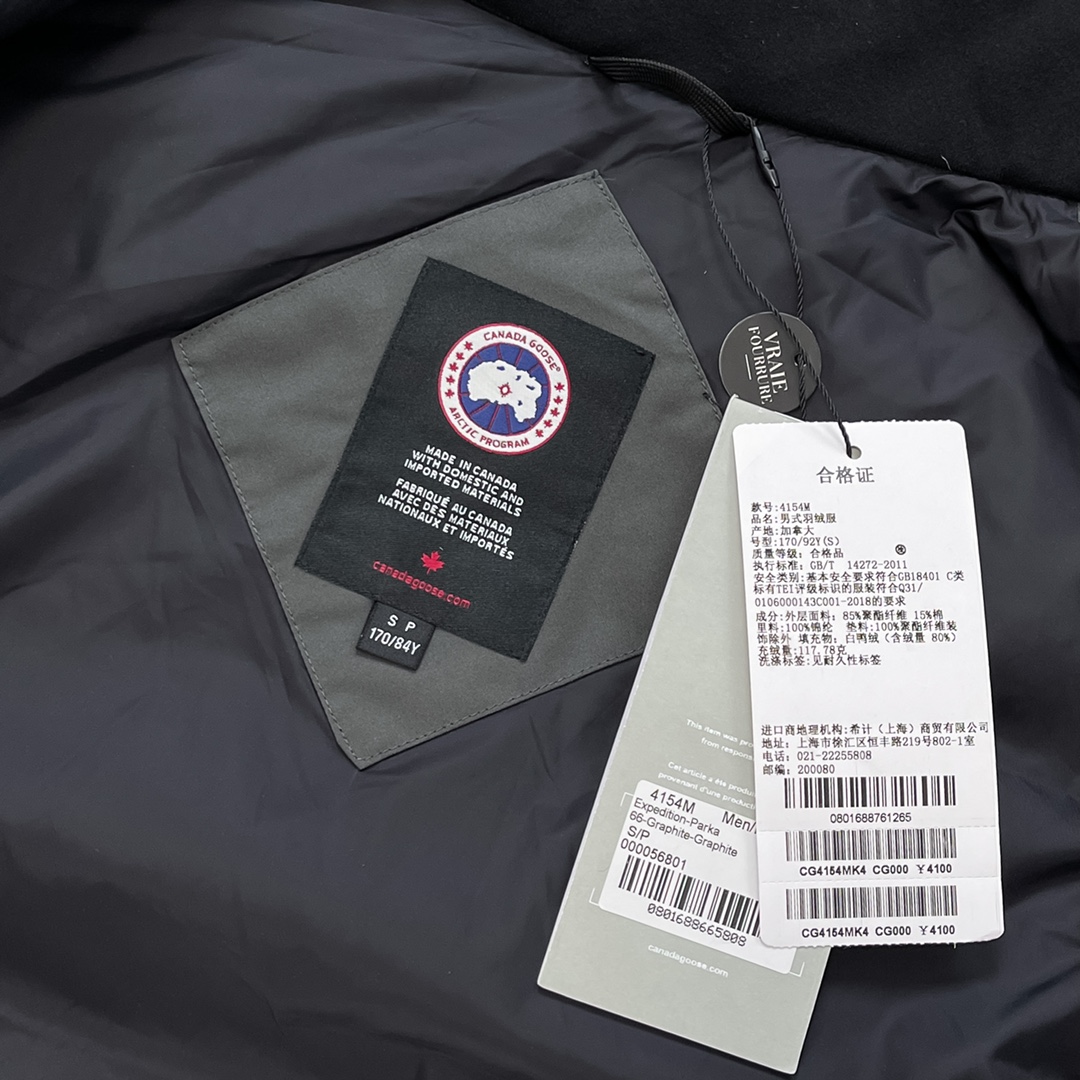 CANADA GOOSE®
ARCTIC PROGRAM
MADE IN CANADA
WITH DOMESTIC AND
IMPORTED MATERIALS
FABRIQUÉ AU CANADA
AVEC DES MATÉRIAUX
NATIONAUX ET IMPORTÉS
canadagoose.com
S P
170/84Y
VRAIE
FOURRURE
合格证
款号:4154M
品名:男式羽绒服
产地:加拿大
号型:170/92Y(S)
质量等级: 合格品
执行标准: GB/T 14272-2011
安全类别:基本安全要求符合GB18401 C类
标有TEI评级标识的服装符合Q31/
0106000143C001-2018的要求
成分:外层面料: 85%聚酯纤维 15%棉
里料:100%锦纶 垫料:100%聚酯纤维装
饰除外 填充物: 白鸭绒(含绒量 80%)
充绒量:117.78克
洗涤标签:见耐久性标签
进口商地理机构:希计(上海)商贸有限公司
地址: 上海市徐汇区恒丰路219号802-1室
电话: 021-22255808
邮编: 200080
0801688761265
CG4154MK4 CG000 ¥4100
CG4154MK4 CG000 ¥4100
This item was
from
Cet article a été
provenant d'une
4154M Men/
Expedition-Parka
66-Graphite-Graphite
S/P
000056801
0801688665808
canadagoose.com